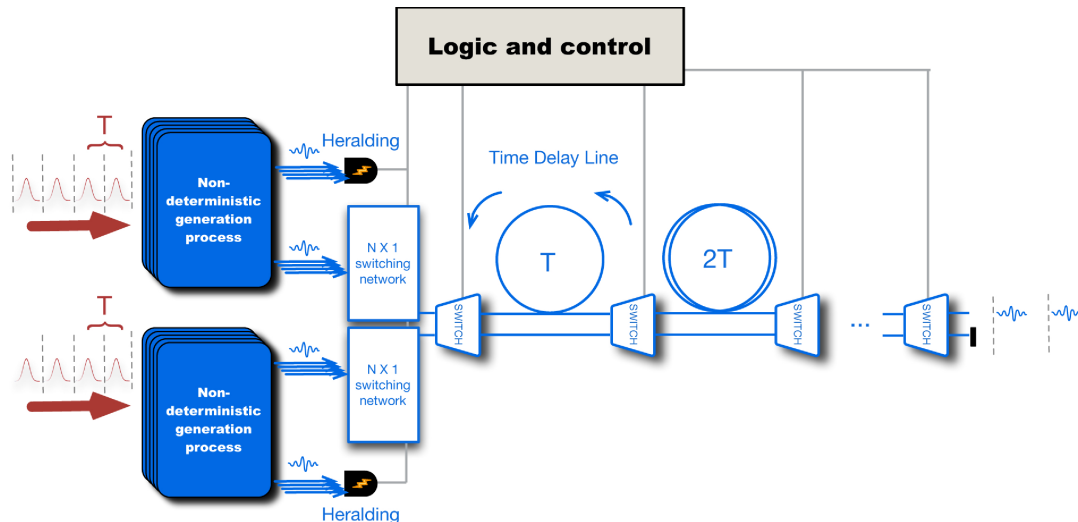 Logic and control
T
Non-
deterministic
generation
process
Heralding
N X 1
switching
network
Time Delay Line
T
2T
SWITCH
SWITCH
SWITCH
...
SWITCH
T
Non-
deterministic
generation
process
N X 1
switching
network
Heralding